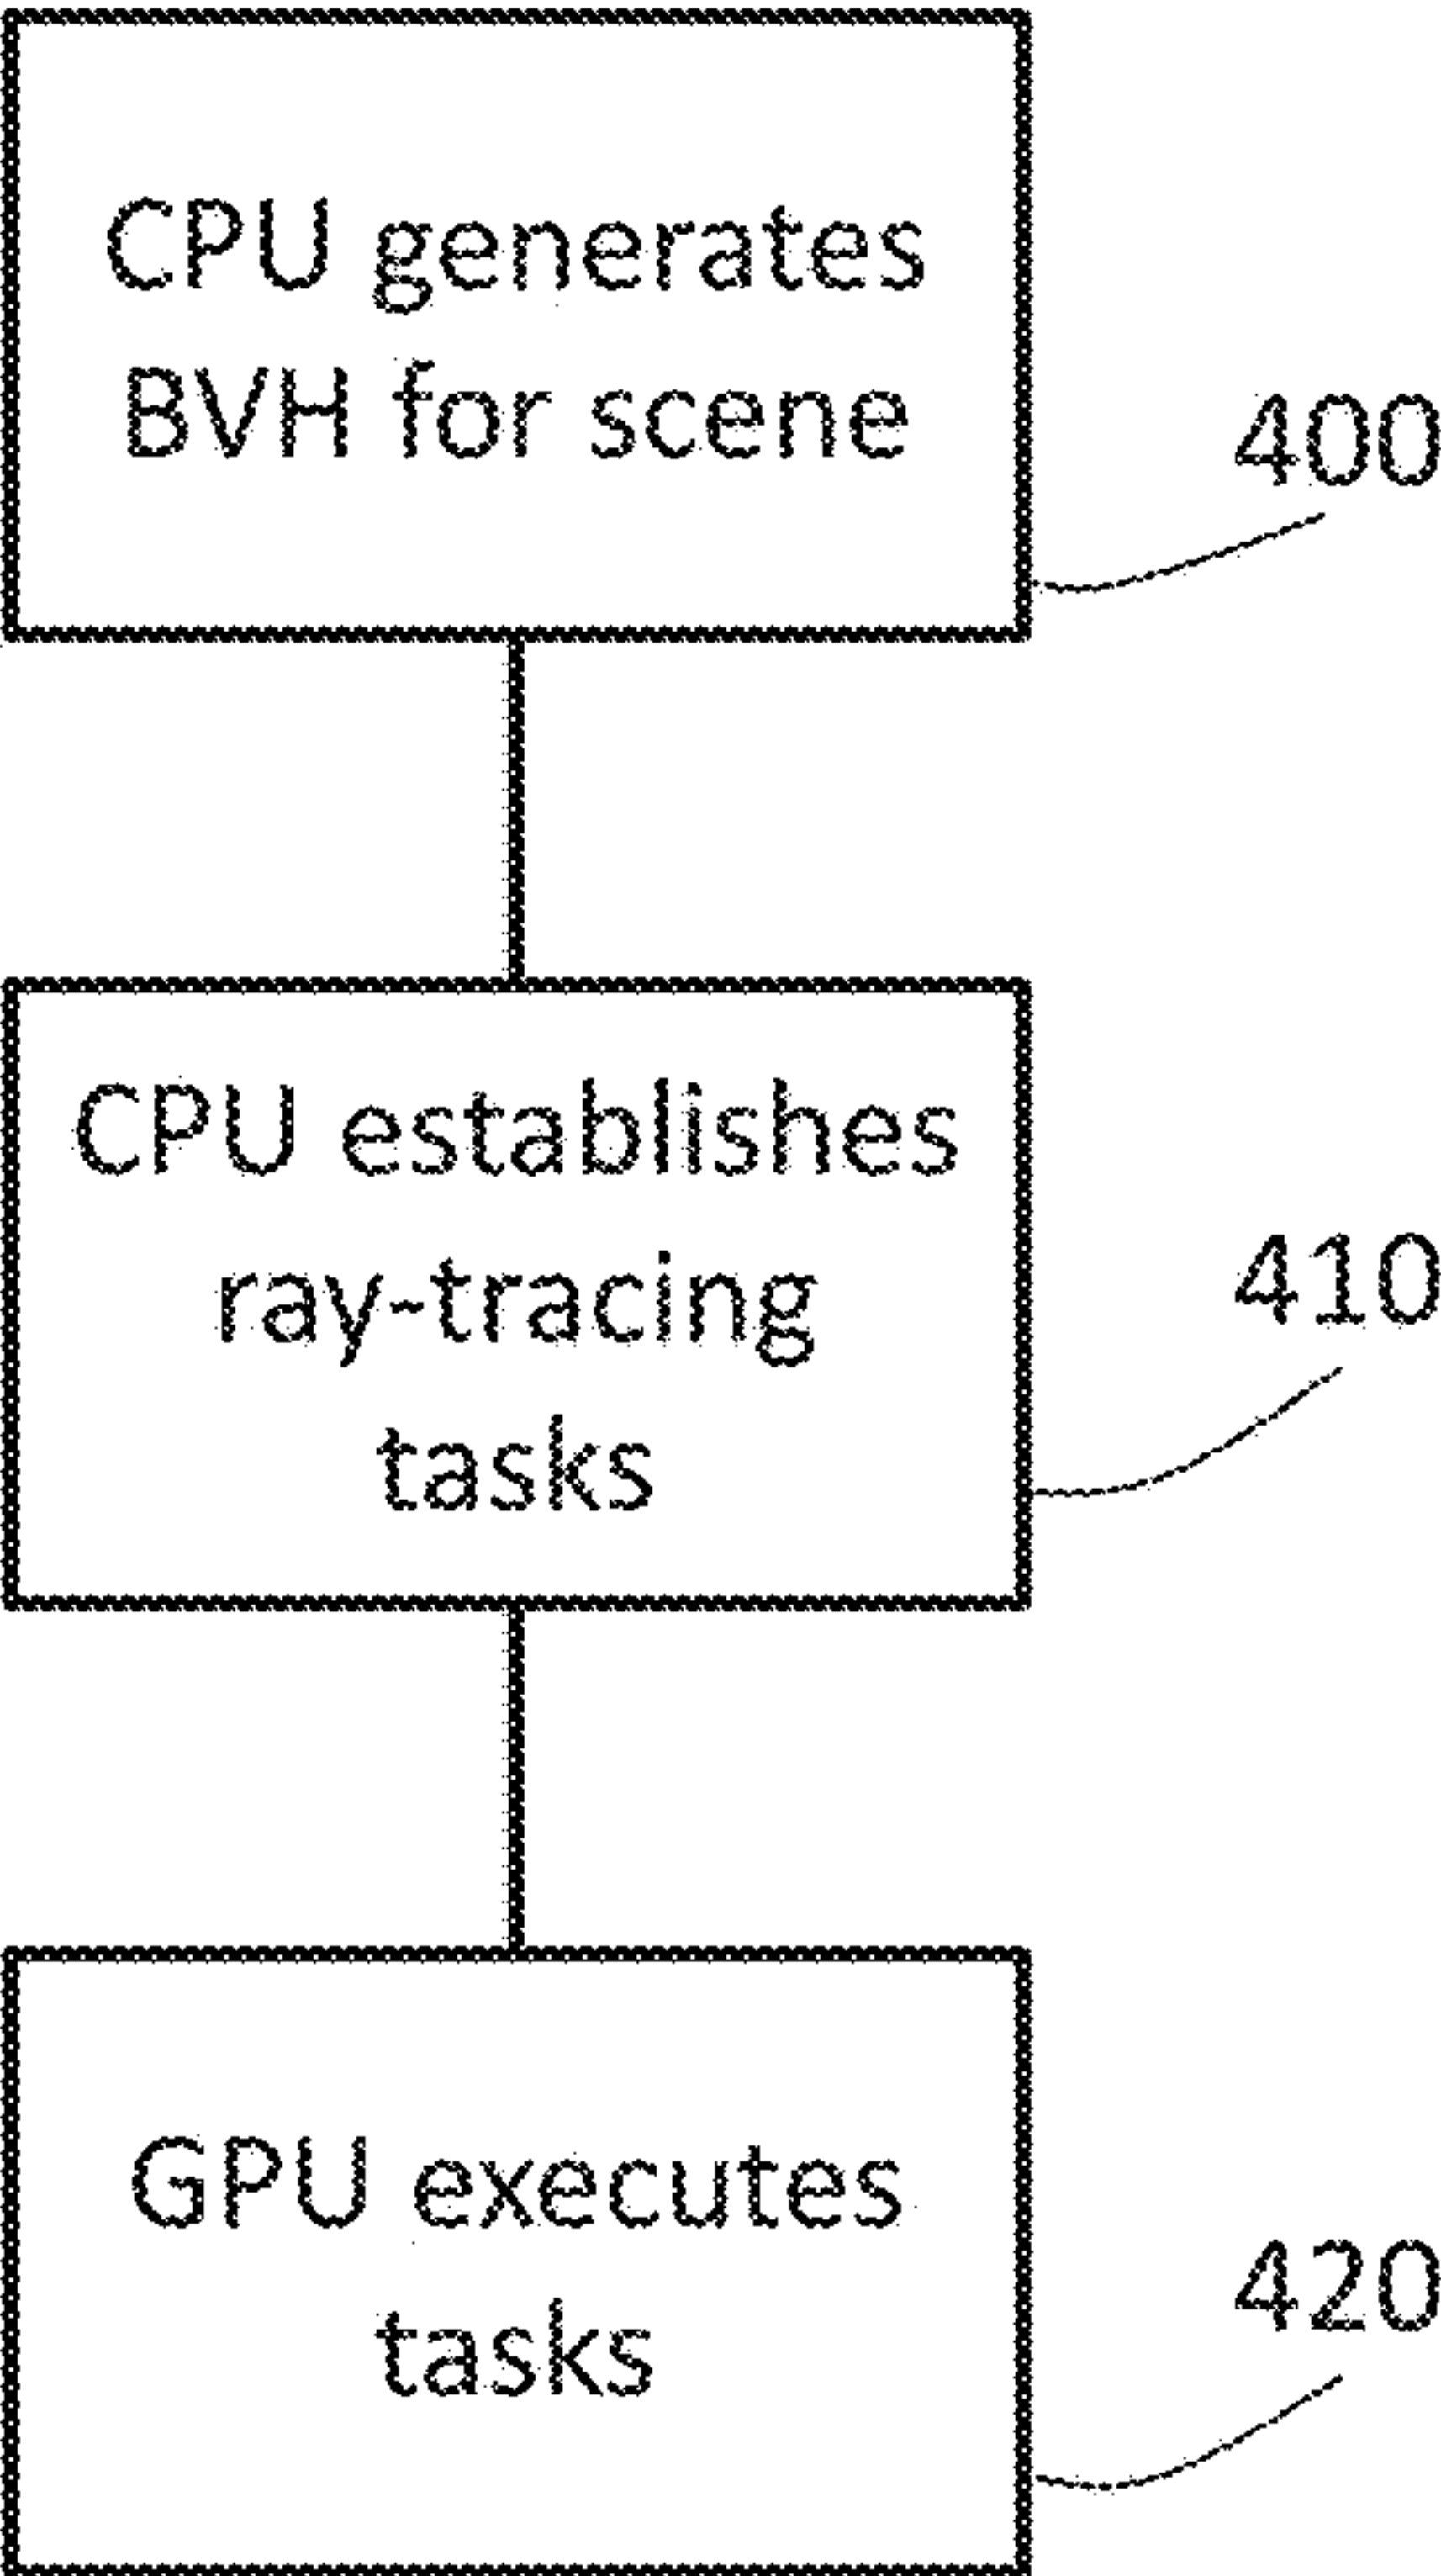 CPU generates
BVH for scene
400
CPU establishes
ray-tracing
tasks
410
GPU executes
tasks
420